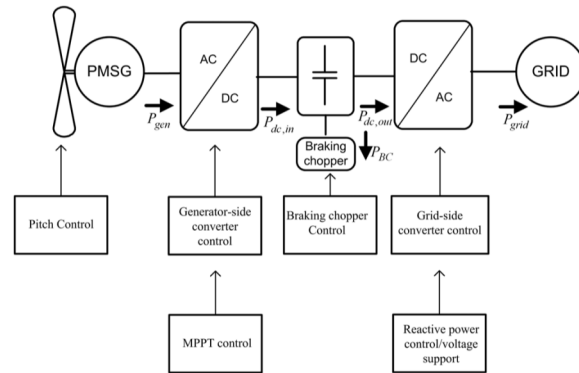 PMSG
AC
DC
DC
AC
GRID
P_gen
P_dc,in
P_dc,out
P_BC
P_grid
Braking
chopper
Pitch Control
Generator-side
converter
control
Braking chopper
Control
Grid-side
converter control
MPPT control
Reactive power
control/voltage
support